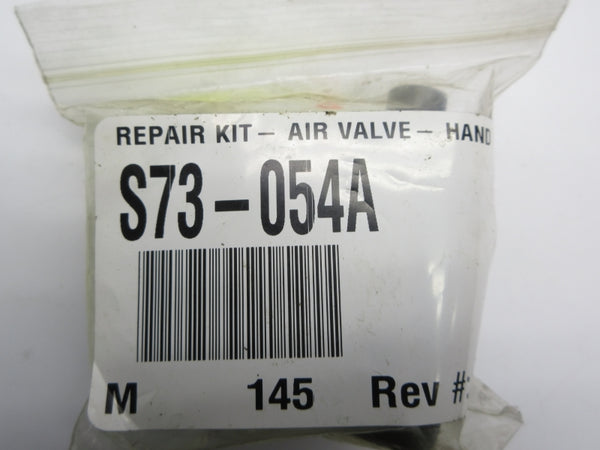 REPAIR KIT – AIR VALVE – HAND
S73–054A
M 145 Rev #: